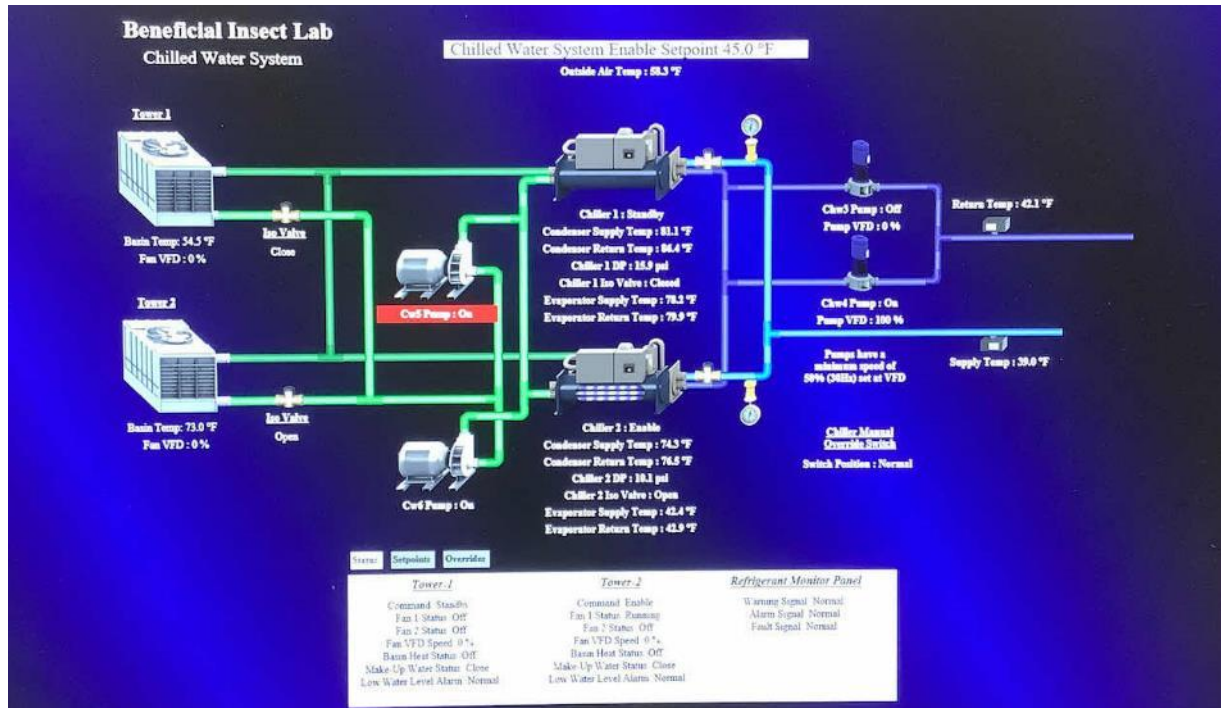 Beneficial Insect Lab
Chilled Water System
Chilled Water System Enable Setpoint 45.0 °F
Outside Air Temp : 58.3 °F
Tower 1
Basin Temp: 54.5 °F
Fan VFD : 0 %
Iso Valve
Close
Tower 2
Basin Temp: 73.0 °F
Fan VFD : 0 %
Iso Valve
Open
Cw5 Pump : On
Cw6 Pump : On
Chiller 1 : Standby
Condenser Supply Temp : 81.1 °F
Condenser Return Temp : 86.4 °F
Chiller 1 DP : 15.9 psi
Chiller 1 Iso Valve : Closed
Evaporator Supply Temp : 78.2 °F
Evaporator Return Temp : 79.9 °F
Chiller 2 : Enable
Condenser Supply Temp : 74.3 °F
Condenser Return Temp : 76.5 °F
Chiller 2 DP : 10.1 psi
Chiller 2 Iso Valve : Open
Evaporator Supply Temp : 42.4 °F
Evaporator Return Temp : 42.9 °F
Chw3 Pump : Off
Pump VFD : 0 %
Chw4 Pump : On
Pump VFD : 100 %
Return Temp : 42.1 °F
Supply Temp : 39.0 °F
Pumps have a
minimum speed of
50% (30Hz) set at VFD
Chiller Manual
Override Switch
Switch Position : Normal
Status
Setpoints
Overrides
Tower-1
Command Standby
Fan 1 Status Off
Fan 2 Status Off
Fan VFD Speed 0 %
Basin Heat Status Off
Make-Up Water Status Close
Low Water Level Alarm Normal
Tower-2
Command Enable
Fan 1 Status Running
Fan 2 Status Off
Fan VFD Speed 0 %
Basin Heat Status Off
Make-Up Water Status Close
Low Water Level Alarm Normal
Refrigerant Monitor Panel
Warning Signal Normal
Alarm Signal Normal
Fault Signal Normal